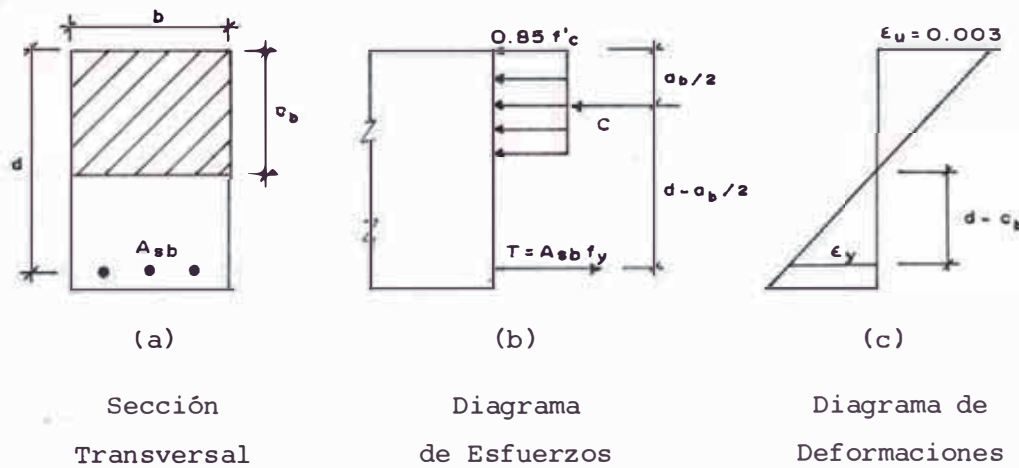 b
d
a_b
A_sb
(a)
Sección
Transversal
0.85 f'c
a_b/2
C
d - a_b/2
T = A_sb f_y
(b)
Diagrama
de Esfuerzos
ε_u = 0.003
d - c_b
ε_y
(c)
Diagrama de
Deformaciones